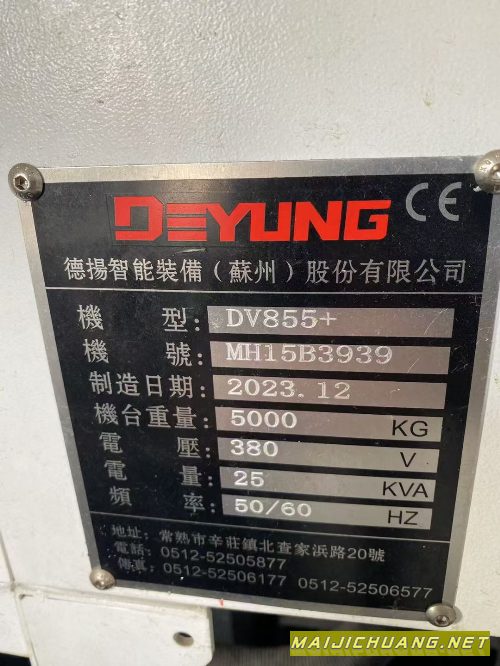 DEYUNG CE
德揚智能裝備（蘇州）股份有限公司
機 型: DV855+
機 號: MH15B3939
制造日期: 2023.12
機台重量: 5000 KG
電 壓: 380 V
電 量: 25 KVA
頻 率: 50/60 HZ
地址: 常熟市辛莊鎮北查家浜路20號
電話: 0512-52505877
傳真: 0512-52506177 0512-52506577
MAIJICHUANG.NET